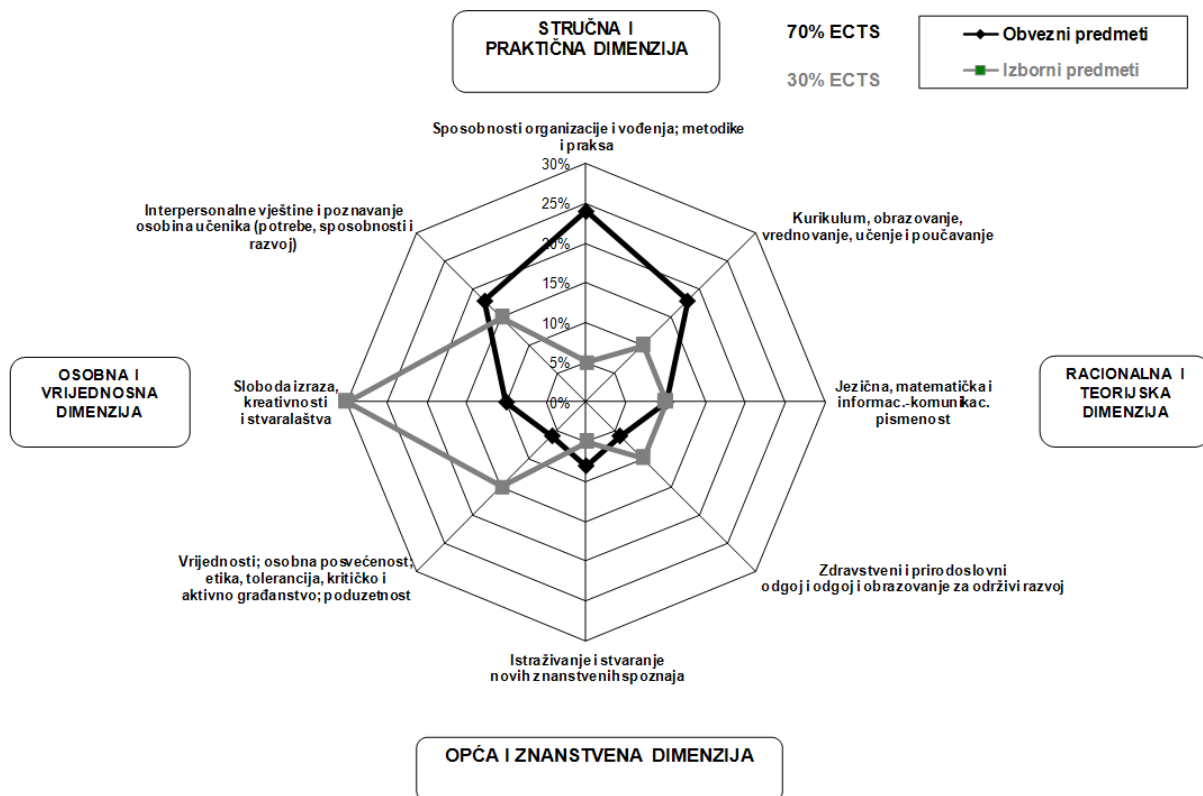 STRUČNA I
PRAKTIČNA DIMENZIJA
70% ECTS
30% ECTS
Obvezni predmeti
Izborni predmeti
Sposobnosti organizacije i vođenja; metodike
i praksa
30%
25%
20%
15%
10%
5%
0%
Interpersonalne vještine i poznavanje
osobina učenika (potrebe, sposobnosti i
razvoj)
Kurikulum, obrazovanje,
vrednovanje, učenje i poučavanje
OSOBNA I
VRIJEDNOSNA
DIMENZIJA
Sloboda izraza,
kreativnosti
i stvaralaštva
Jezična, matematička i
informac.-komunikac.
pismenost
RACIONALNA I
TEORIJSKA
DIMENZIJA
Vrijednosti; osobna posvećenost;
etika, tolerancija, kritičko i
aktivno građanstvo; poduzetnost
Zdravstveni i prirodoslovni
odgoj i odgoj i obrazovanje za održivi razvoj
Istraživanje i stvaranje
novih znanstvenih spoznaja
OPĆA I ZNANSTVENA DIMENZIJA